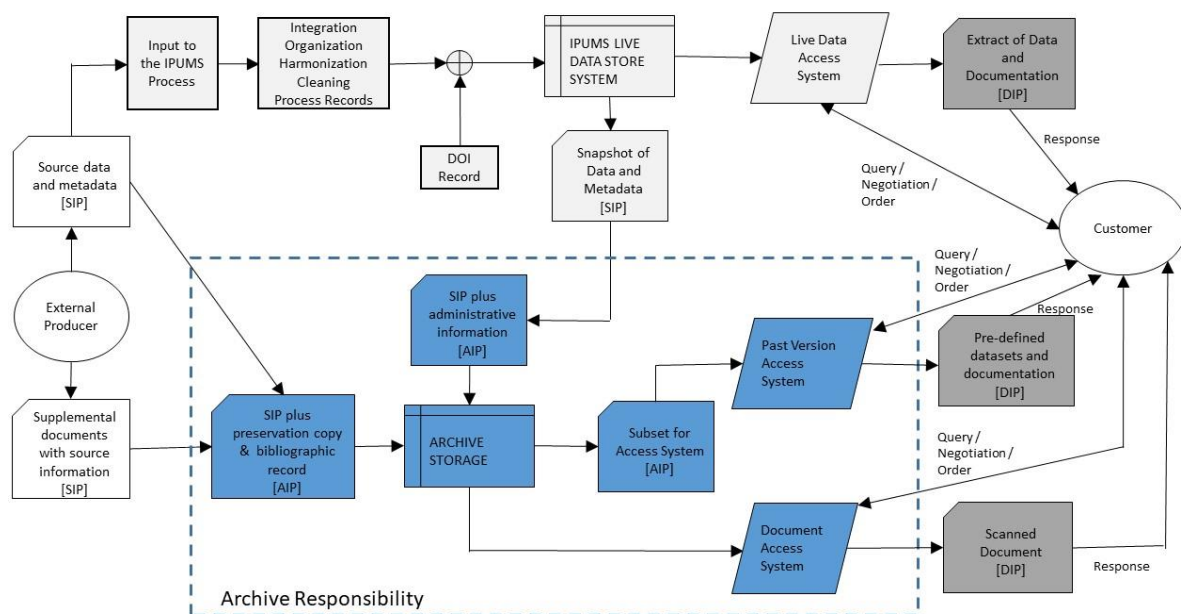 Input to
the IPUMS
Process
Integration
Organization
Harmonization
Cleaning
Process Records
IPUMS LIVE
DATA STORE
SYSTEM
Live Data
Access
System
Extract of Data
and
Documentation
[DIP]
Response
DOI
Record
Source data
and metadata
[SIP]
Snapshot of
Data and
Metadata
[SIP]
Query /
Negotiation /
Order
Customer
External
Producer
SIP plus
administrative
information
[AIP]
Query /
Negotiation /
Order
Response
Past Version
Access
System
Pre-defined
datasets and
documentation
[DIP]
Supplemental
documents
with source
information
[SIP]
SIP plus
preservation copy
& bibliographic
record
[AIP]
ARCHIVE
STORAGE
Subset for
Access System
[AIP]
Query /
Negotiation /
Order
Document
Access
System
Scanned
Document
[DIP]
Response
Archive Responsibility